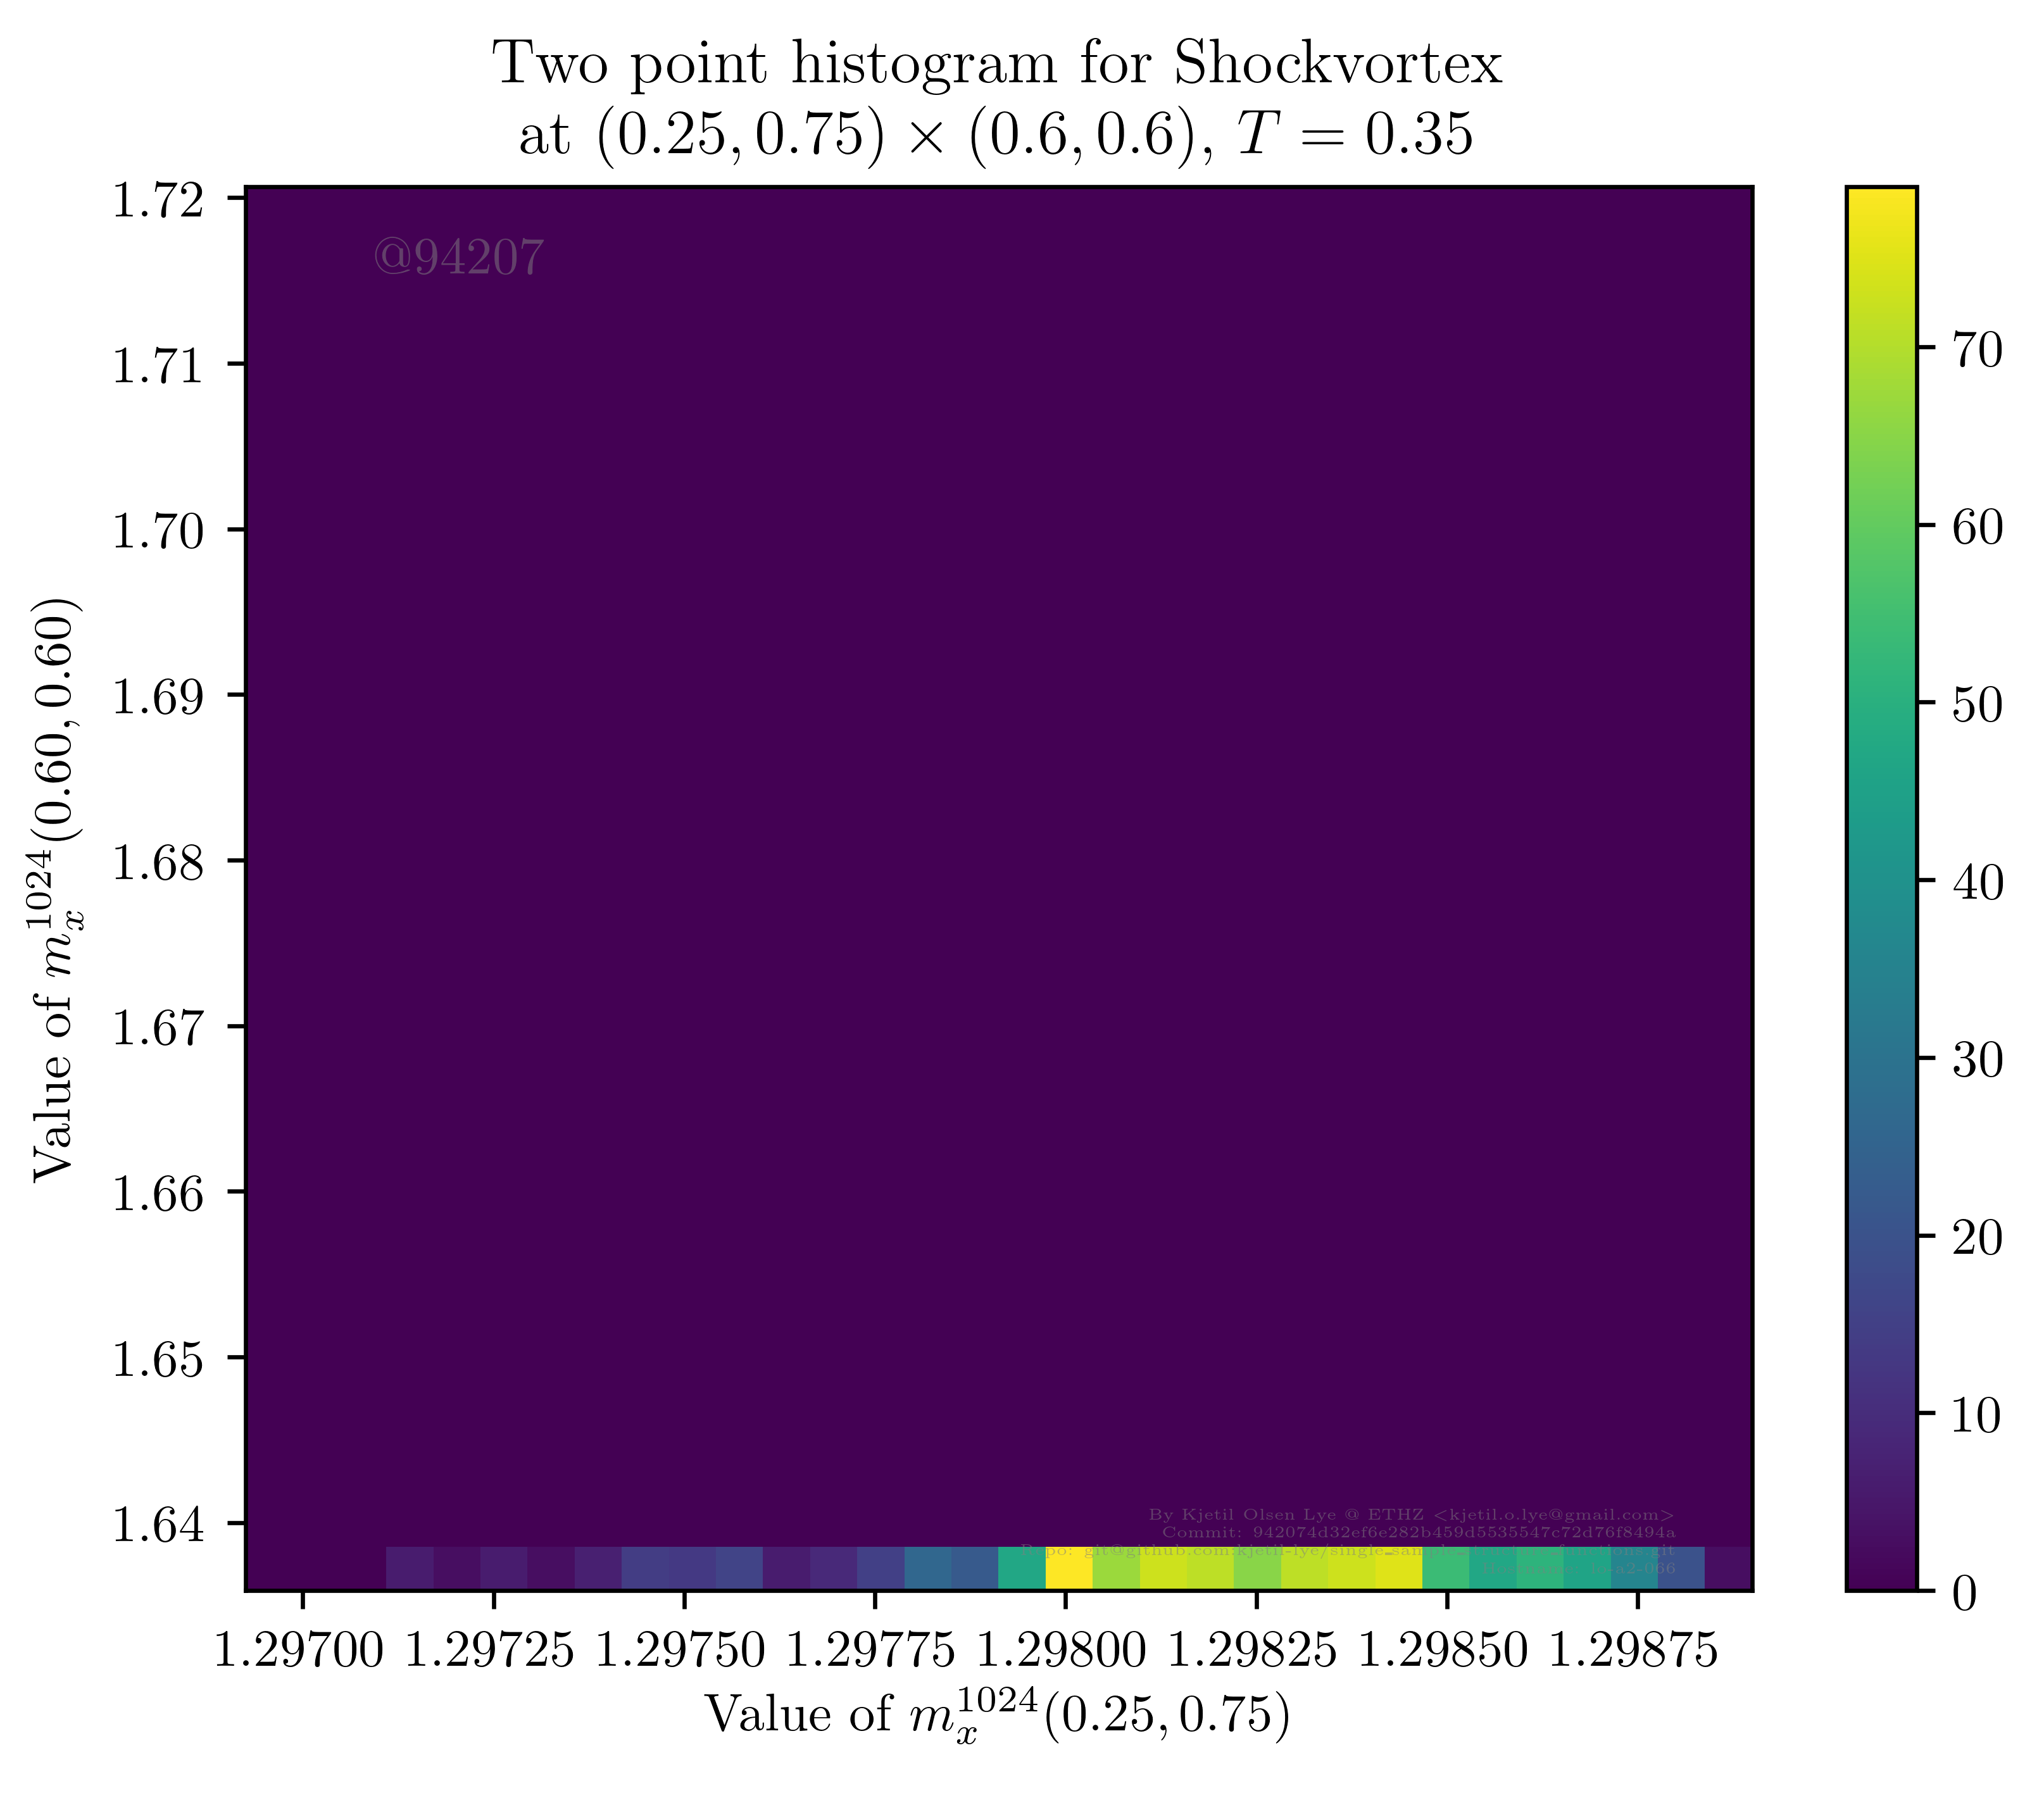 Two point histogram for Shockvortex
at (0.25, 0.75) × (0.6, 0.6), T = 0.35
@94207
1.72
1.71
1.70
1.69
1.68
1.67
1.66
1.65
1.64
Value of m_x^{1024}(0.60, 0.60)
By Kjetil Olsen Lye @ ETHZ <kjetil.o.lye@gmail.com>
Commit: 942074d32ef6e282b459d5535547c72d76f8494a
1.29700 1.29725 1.29750 1.29775 1.29800 1.29825 1.29850 1.29875
Value of m_x^{1024}(0.25, 0.75)
70
60
50
40
30
20
10
0